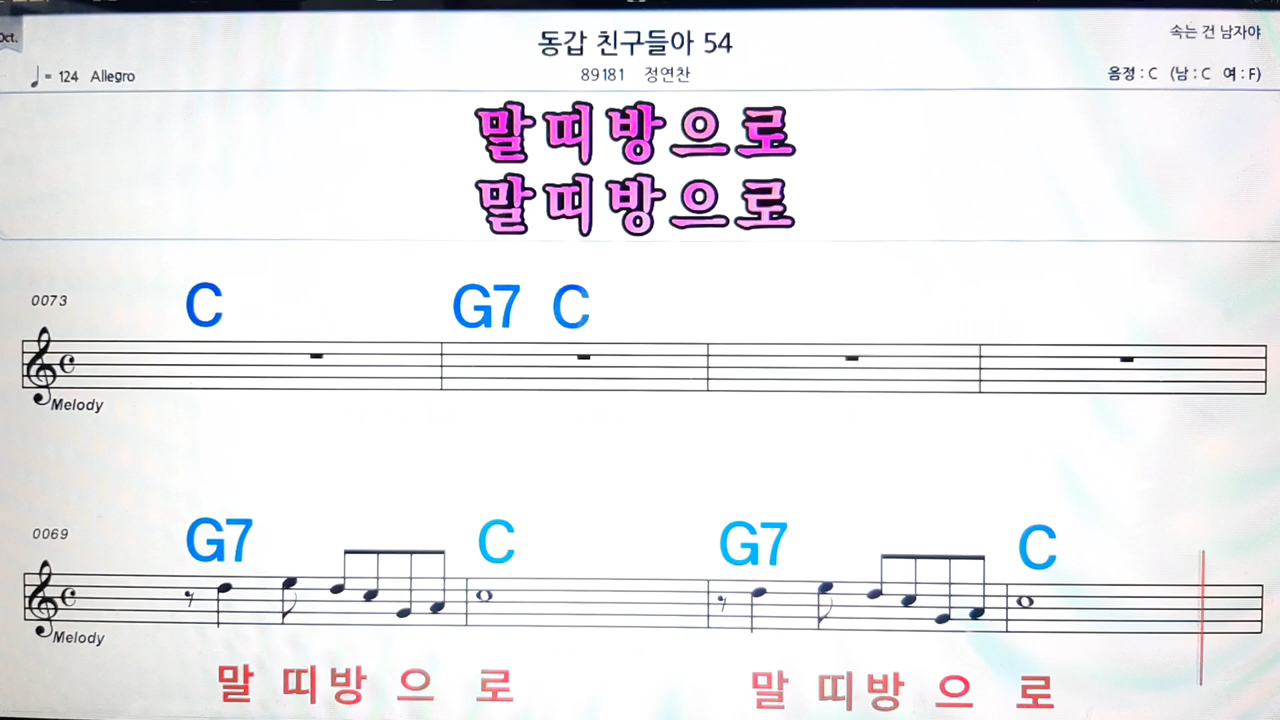 Oct.
동갑 친구들아 54
속는 건 남자야
♩= 124 Allegro
89181 정연찬
음정 : C (남 : C 여 : F)
말 띠 방 으 로
말 띠 방 으 로
0073
C G7 C
Melody
0069
G7 C G7 C
Melody
말 띠 방 으 로 말 띠 방 으 로